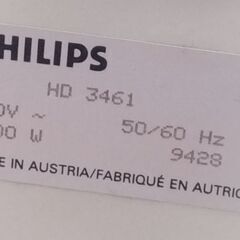 PHILIPS
HD 3461
0V ~
00 W 50/60 Hz
9428
E IN AUSTRIA/FABRIQUÉ EN AUTRIC